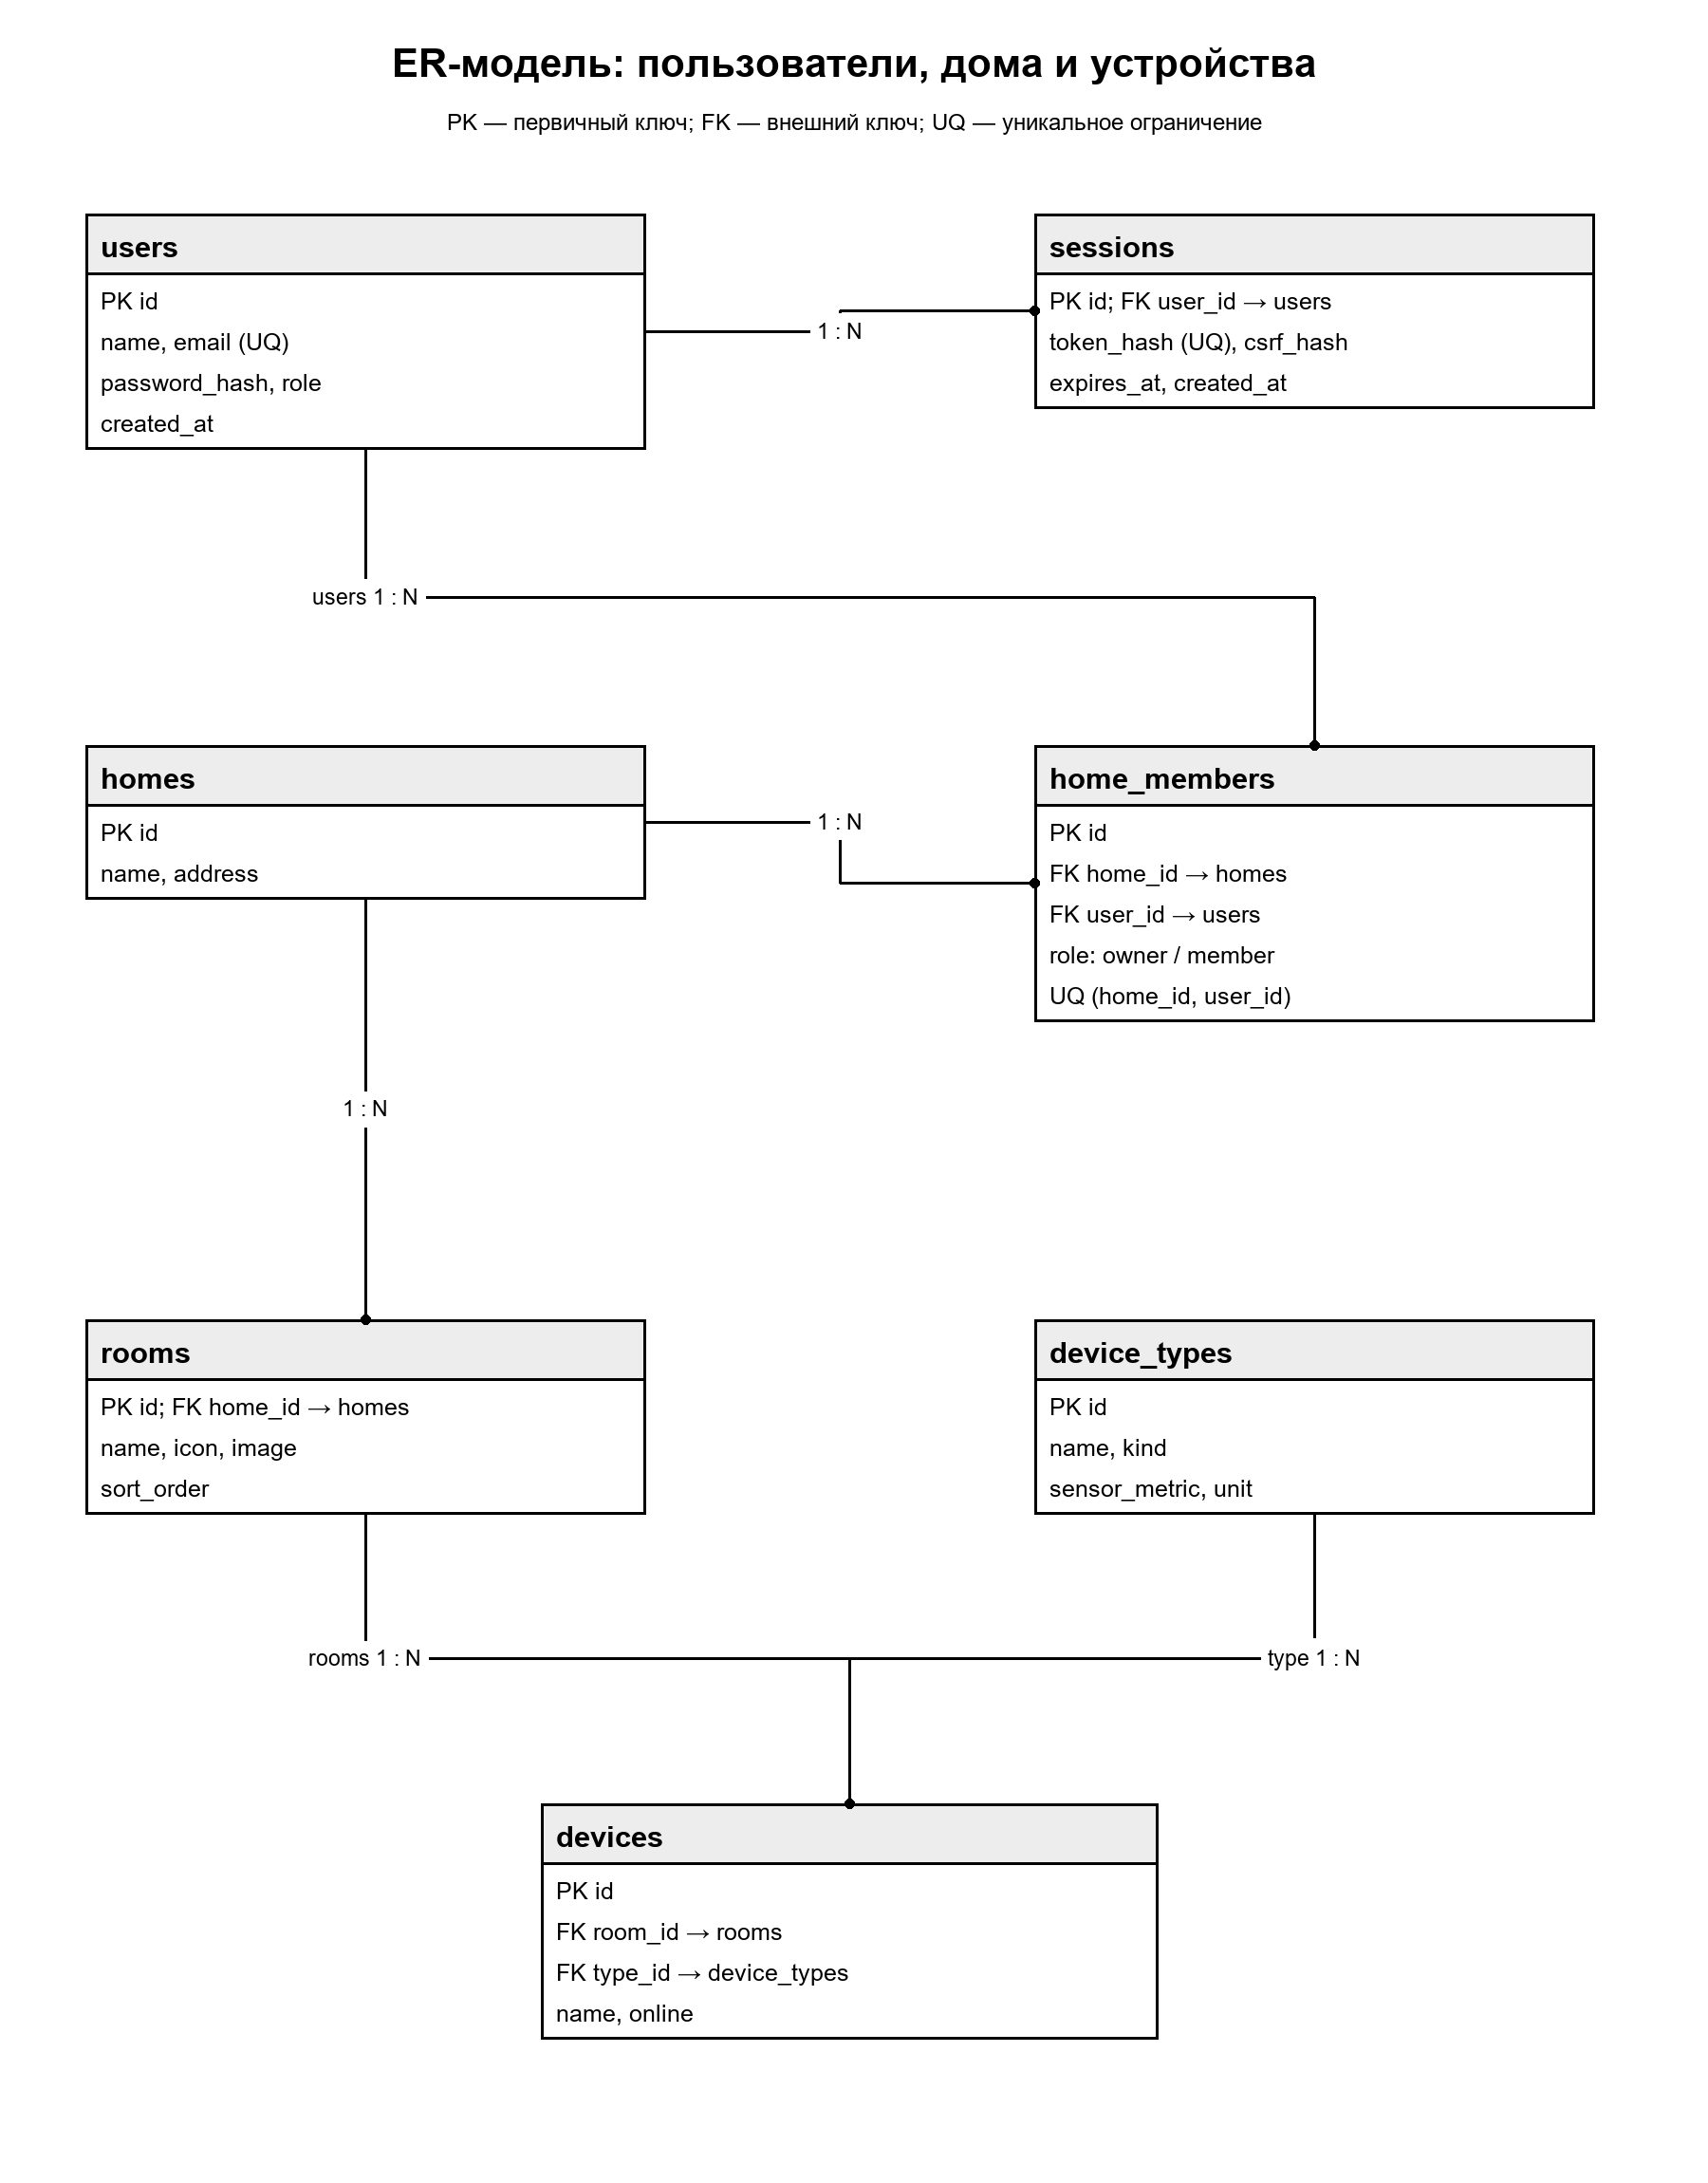 ER-модель: пользователи, дома и устройства
PK — первичный ключ; FK — внешний ключ; UQ — уникальное ограничение
users
PK id
name, email (UQ)
password_hash, role
created_at
1 : N
sessions
PK id; FK user_id → users
token_hash (UQ), csrf_hash
expires_at, created_at
users 1 : N
homes
PK id
name, address
1 : N
home_members
PK id
FK home_id → homes
FK user_id → users
role: owner / member
UQ (home_id, user_id)
1 : N
rooms
PK id; FK home_id → homes
name, icon, image
sort_order
device_types
PK id
name, kind
sensor_metric, unit
rooms 1 : N
type 1 : N
devices
PK id
FK room_id → rooms
FK type_id → device_types
name, online